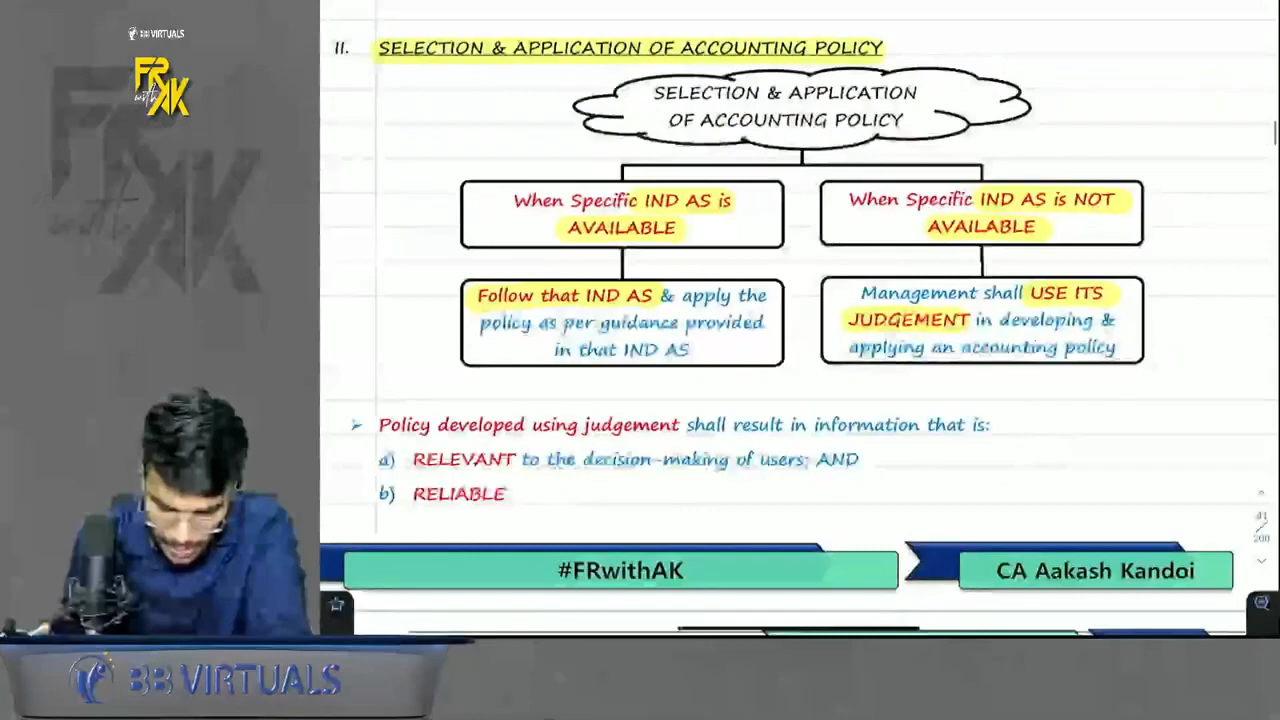 BB VIRTUALS
FR
with AK
II. SELECTION & APPLICATION OF ACCOUNTING POLICY
SELECTION & APPLICATION
OF ACCOUNTING POLICY
When Specific IND AS is
AVAILABLE
When Specific IND AS is NOT
AVAILABLE
Follow that IND AS & apply the
policy as per guidance provided
in that IND AS
Management shall USE ITS
JUDGEMENT in developing &
applying an accounting policy
➢ Policy developed using judgement shall result in information that is:
a) RELEVANT to the decision-making of users; AND
b) RELIABLE
41
200
#FRwithAK
CA Aakash Kandoi
BB VIRTUALS